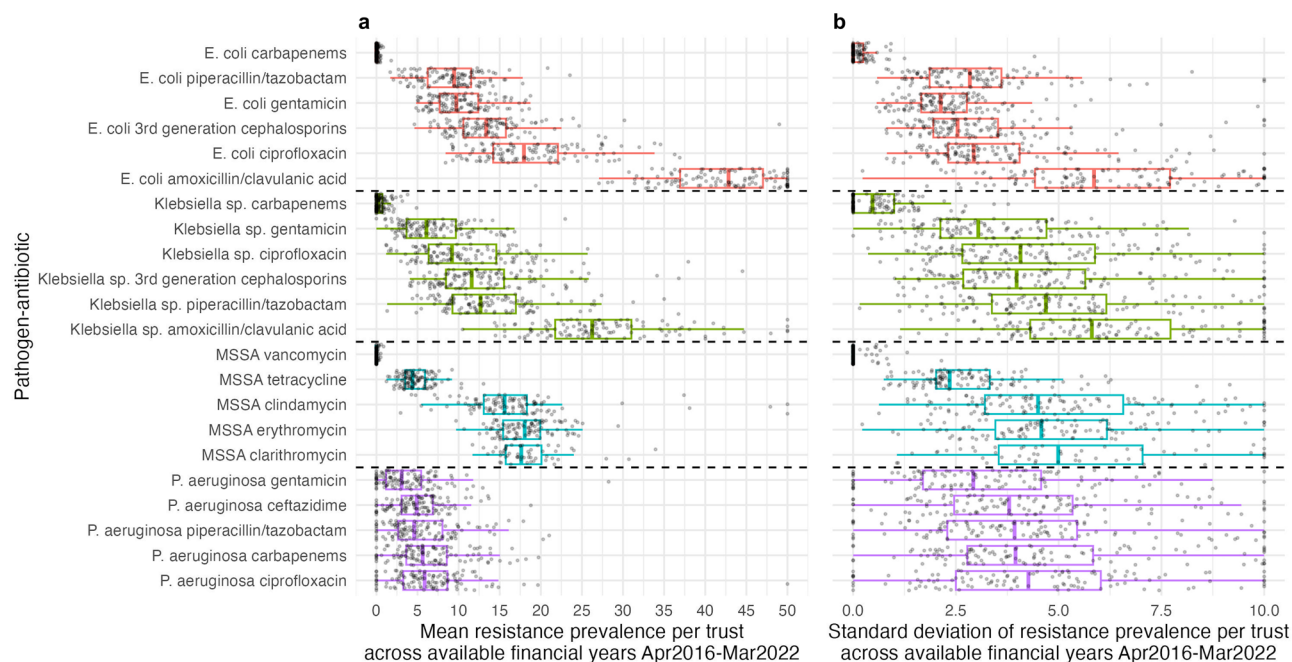 a
b
Pathogen-antibiotic
E. coli carbapenems
E. coli piperacillin/tazobactam
E. coli gentamicin
E. coli 3rd generation cephalosporins
E. coli ciprofloxacin
E. coli amoxicillin/clavulanic acid
Klebsiella sp. carbapenems
Klebsiella sp. gentamicin
Klebsiella sp. ciprofloxacin
Klebsiella sp. 3rd generation cephalosporins
Klebsiella sp. piperacillin/tazobactam
Klebsiella sp. amoxicillin/clavulanic acid
MSSA vancomycin
MSSA tetracycline
MSSA clindamycin
MSSA erythromycin
MSSA clarithromycin
P. aeruginosa gentamicin
P. aeruginosa ceftazidime
P. aeruginosa piperacillin/tazobactam
P. aeruginosa carbapenems
P. aeruginosa ciprofloxacin
0 5 10 15 20 25 30 35 40 45 50
Mean resistance prevalence per trust
across available financial years Apr2016-Mar2022
0.0 2.5 5.0 7.5 10.0
Standard deviation of resistance prevalence per trust
across available financial years Apr2016-Mar2022